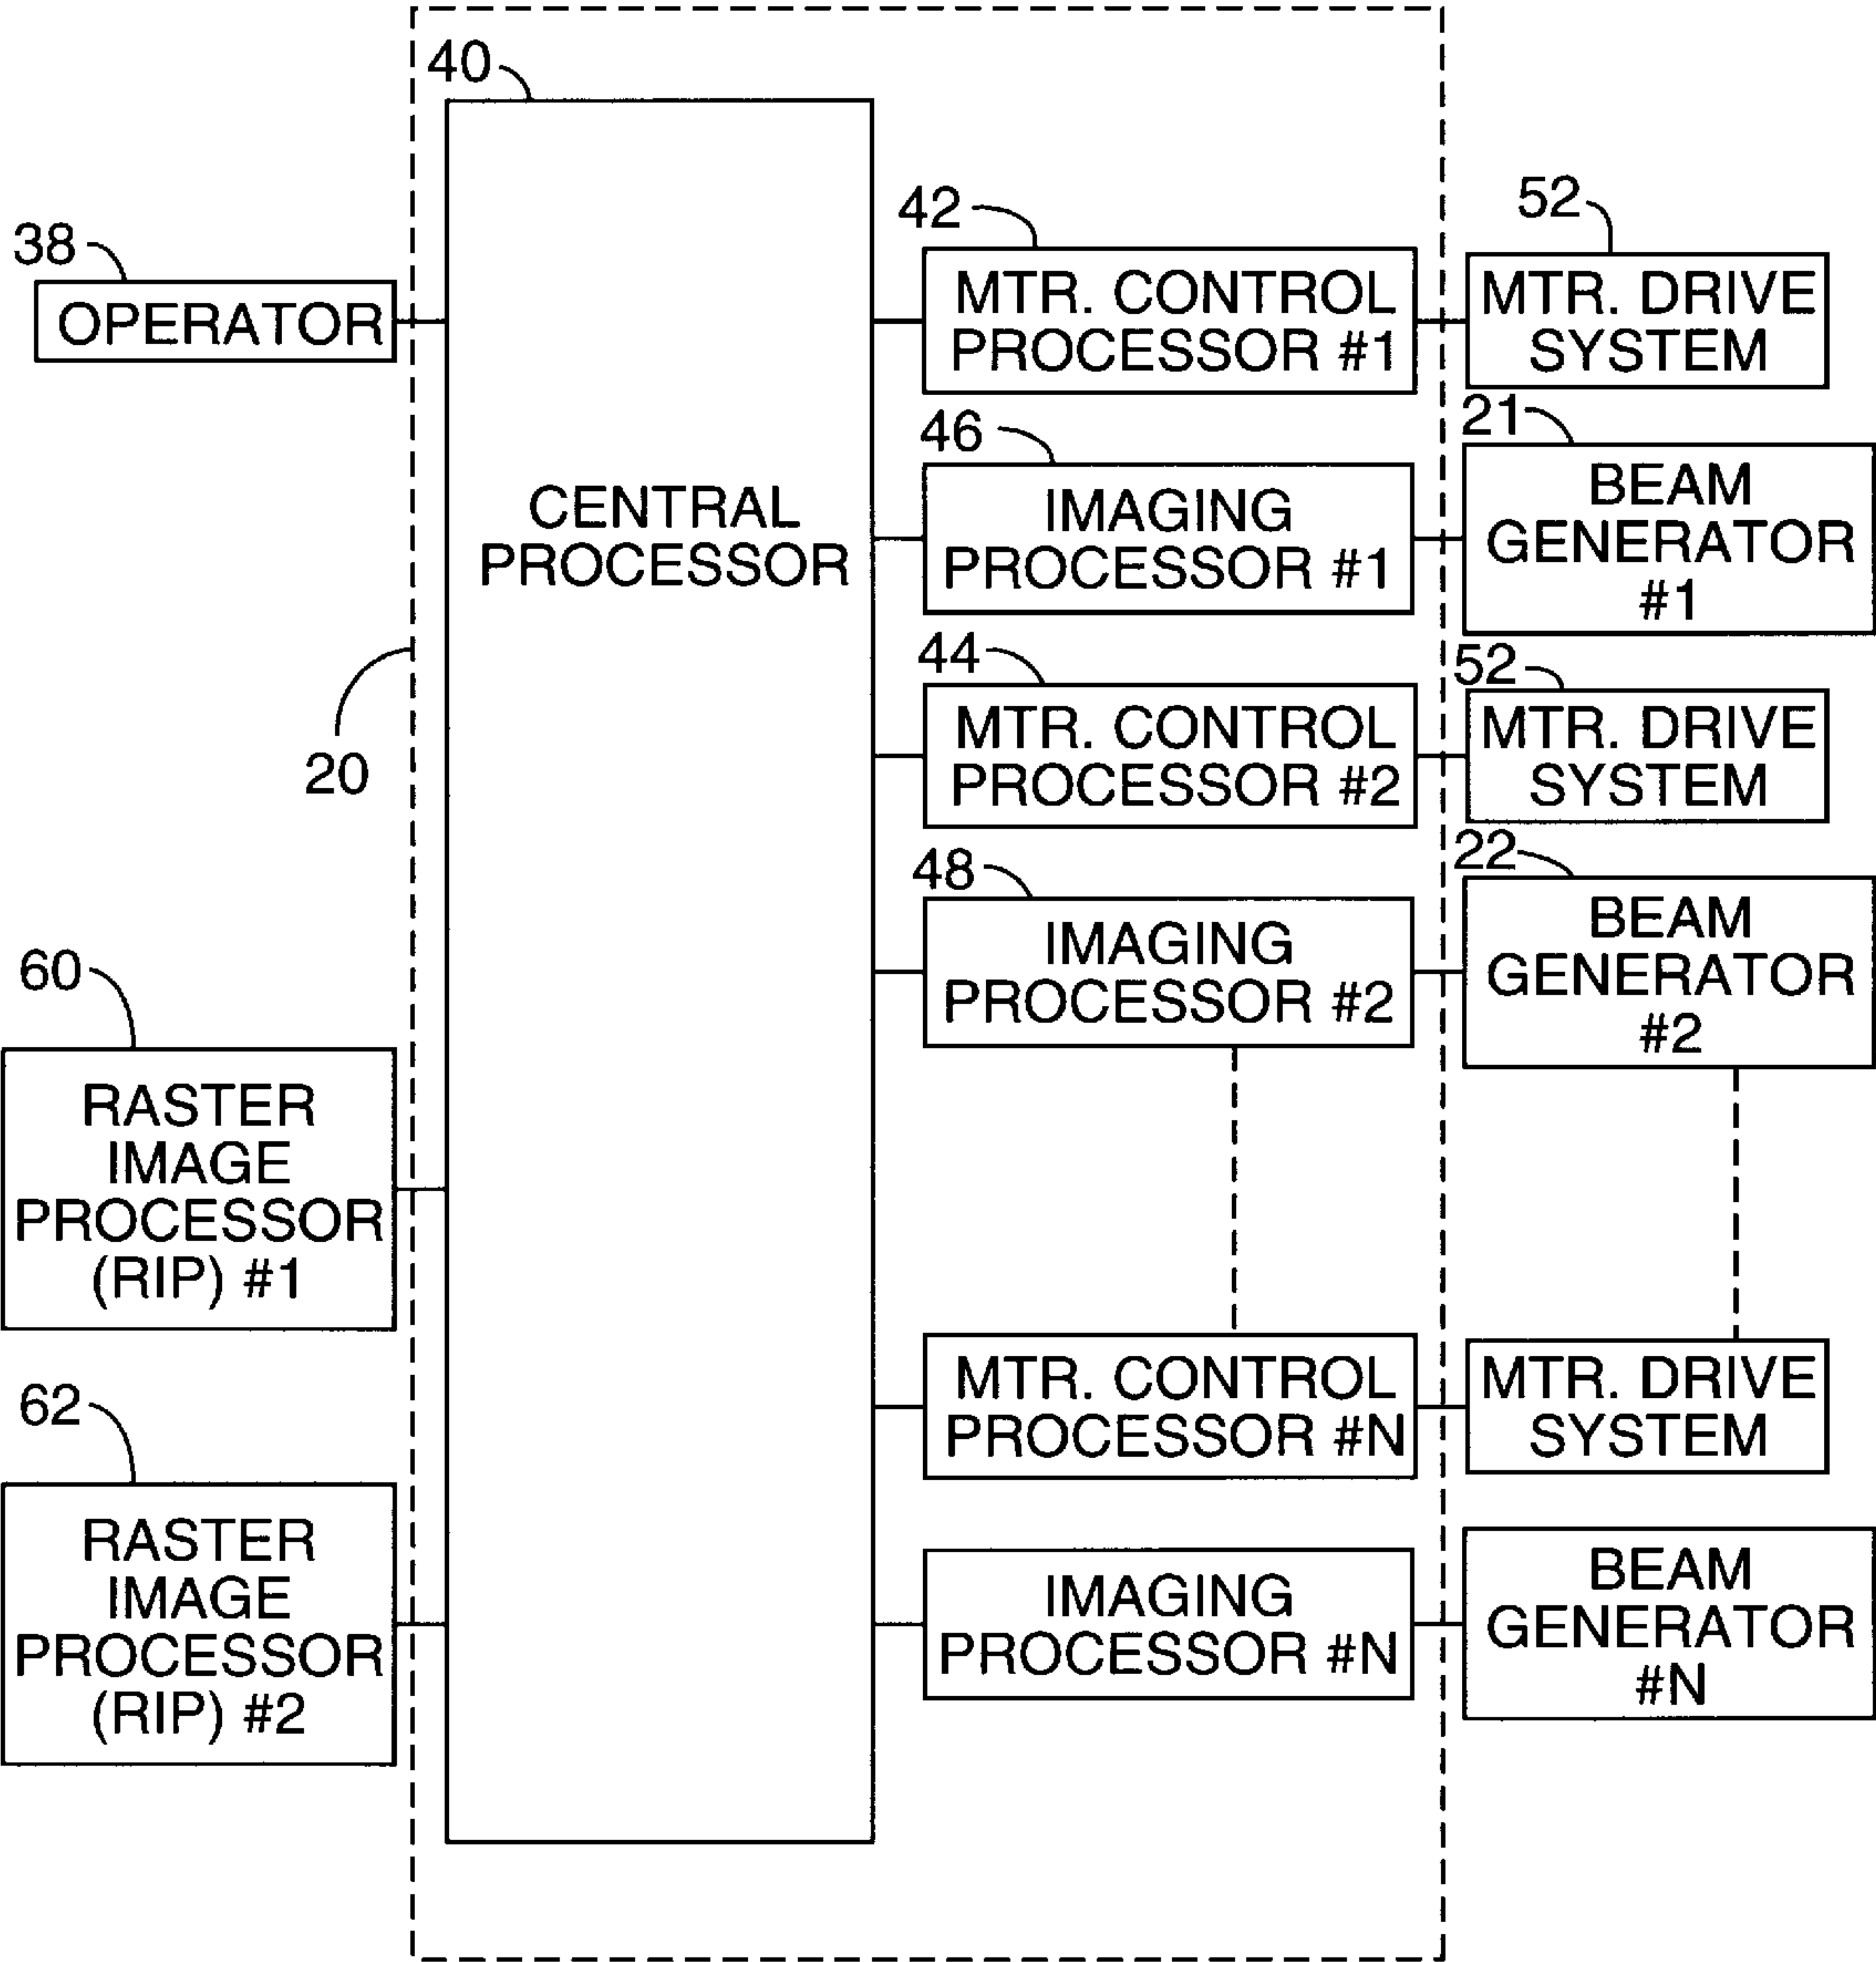 40
38
OPERATOR
20
CENTRAL
PROCESSOR
42
MTR. CONTROL
PROCESSOR #1
52
MTR. DRIVE
SYSTEM
46
IMAGING
PROCESSOR #1
21
BEAM
GENERATOR
#1
44
MTR. CONTROL
PROCESSOR #2
52
MTR. DRIVE
SYSTEM
48
IMAGING
PROCESSOR #2
22
BEAM
GENERATOR
#2
60
RASTER
IMAGE
PROCESSOR
(RIP) #1
MTR. CONTROL
PROCESSOR #N
MTR. DRIVE
SYSTEM
62
RASTER
IMAGE
PROCESSOR
(RIP) #2
IMAGING
PROCESSOR #N
BEAM
GENERATOR
#N